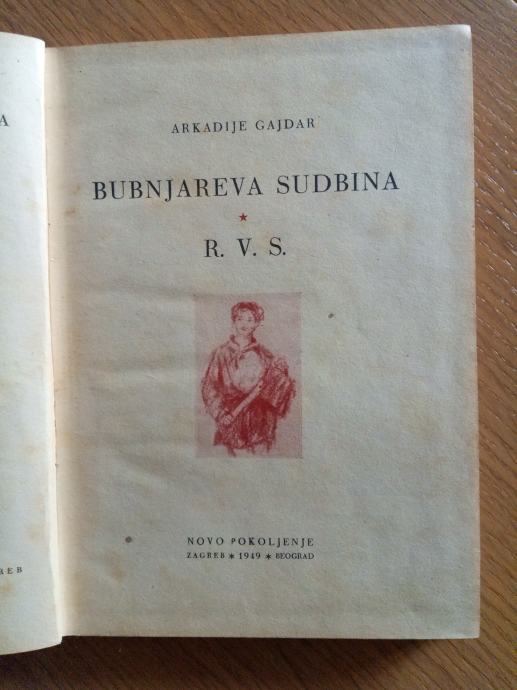 ARKADIJE GAJDAR
BUBNJAREVA SUDBINA
★
R. V. S.
NOVO POKOLJENJE
ZAGREB ★ 1949 ★ BEOGRAD